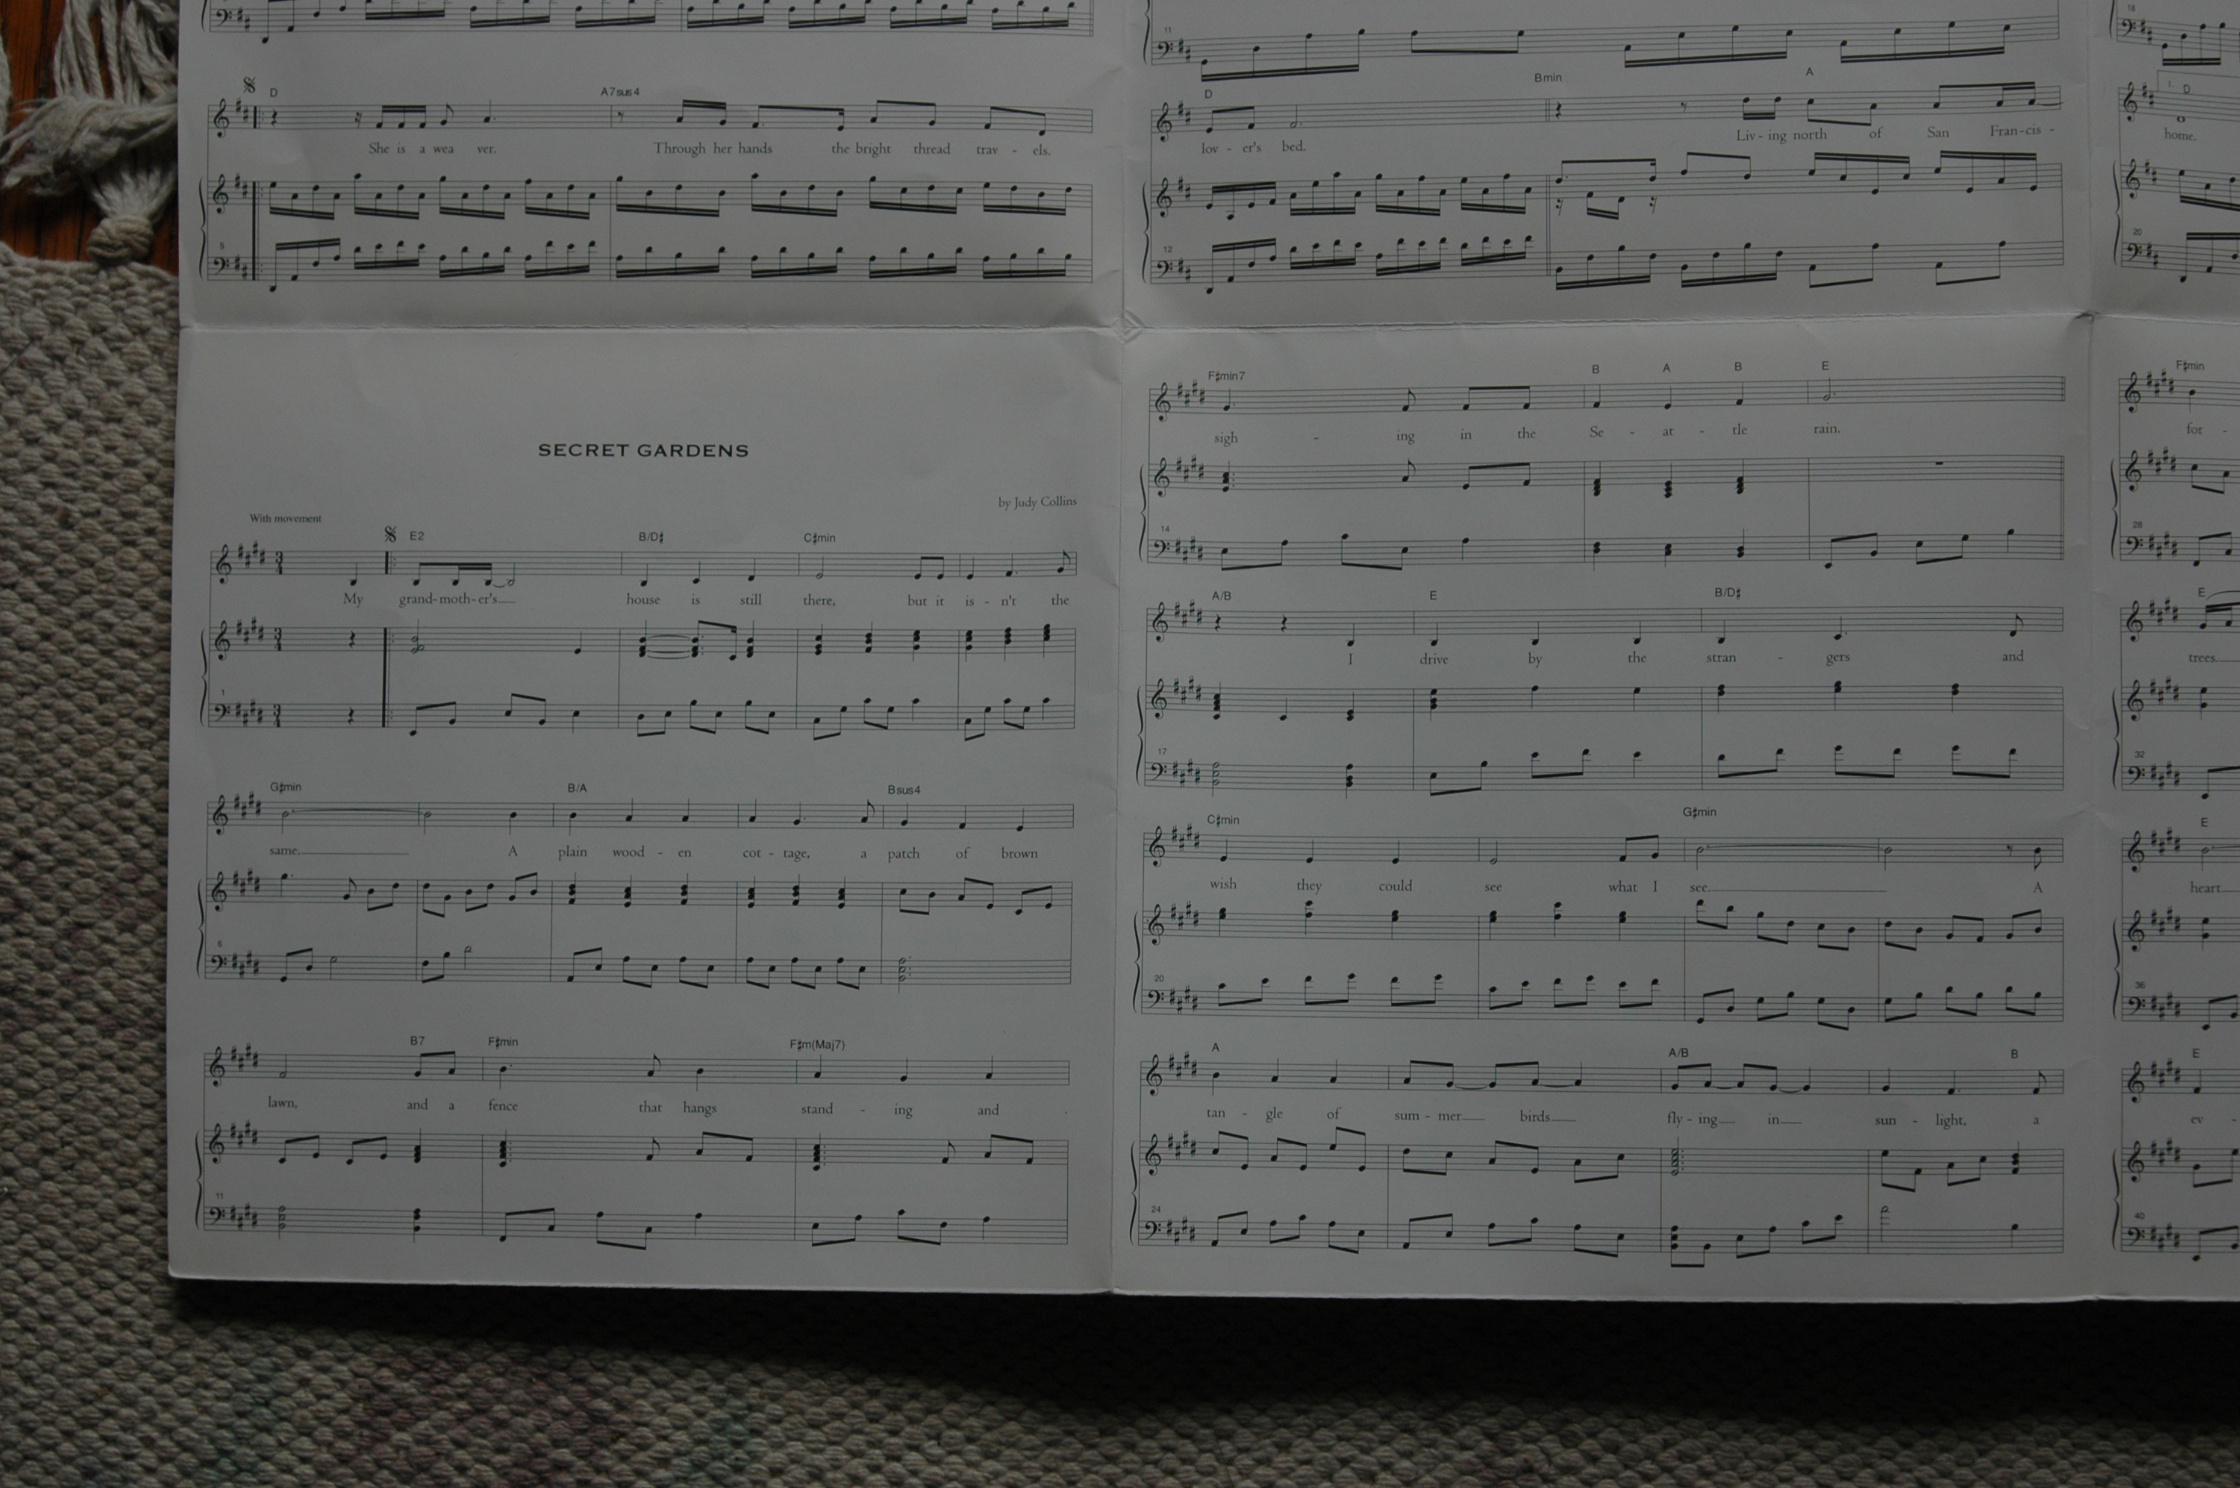 D A7sus4
She is a wea ver. Through her hands the bright thread trav - els.
5
SECRET GARDENS
by Judy Collins
With movement
E2 B/D♯ C♯min
My grand-moth-er's house is still there, but it is - n't the
1
G♯min B/A Bsus4
same. A plain wood - en cot - tage, a patch of brown
6
B7 F♯min F♯m(Maj7)
lawn, and a fence that hangs stand - ing and
11
11
D Bmin A
lov - er's bed. Liv - ing north of San Fran-cis -
12
F♯min7 B A B E
sigh - ing in the Se - at - tle rain.
14
A/B E B/D♯
I drive by the stran - gers and
17
C♯min G♯min
wish they could see what I see. A
20
A A/B B
tan - gle of sum - mer birds fly - ing in sun - light, a
24
18
1. D
home.
20
F♯min
for -
28
E
trees.
32
E
heart
36
E
ev -
40